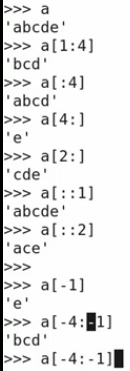 >>> a
'abcde'
>>> a[1:4]
'bcd'
>>> a[:4]
'abcd'
>>> a[4:]
'e'
>>> a[2:]
'cde'
>>> a[::1]
'abcde'
>>> a[::2]
'ace'
>>>
>>> a[-1]
'e'
>>> a[-4:-1]
'bcd'
>>> a[-4:-1]